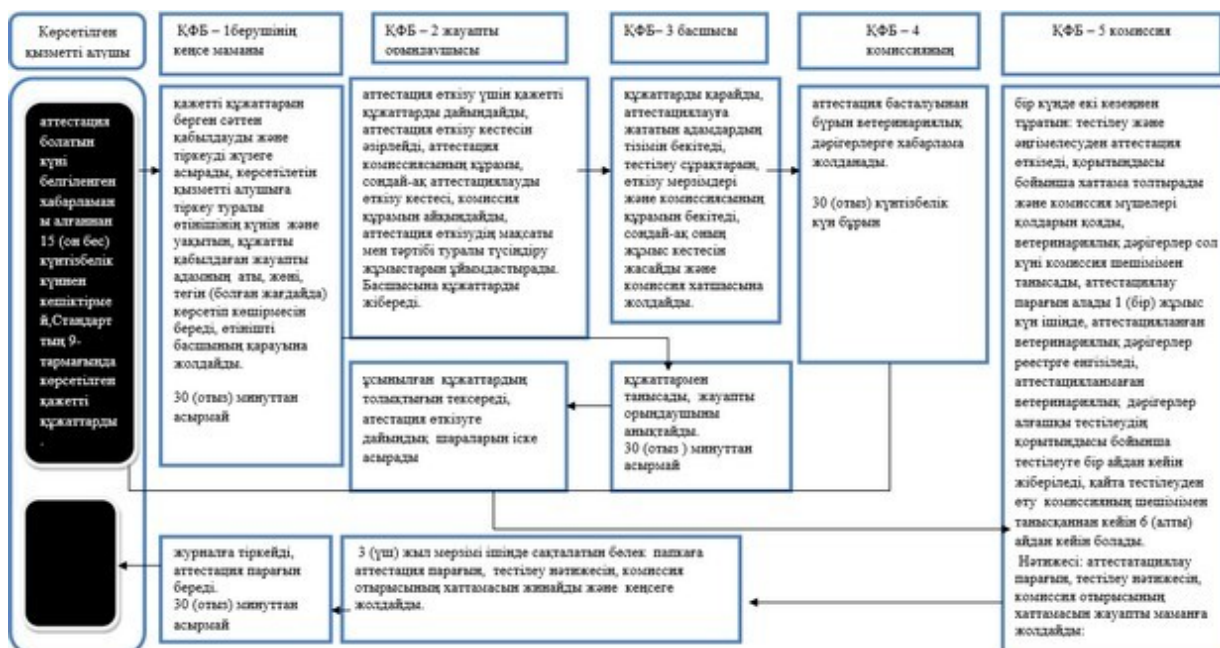 Көрсетілген
қызметті алушы
ҚФБ – 1берушінің
кеңсе маманы
ҚФБ – 2 жауапты
орындаушысы
ҚФБ– 3 басшысы
ҚФБ – 4
комиссияның
ҚФБ – 5 комиссия
аттестация
болатын
күні
белгіленген
хабарламан
ы алғаннан
15 (он бес)
күнтізбелік
күннен
кешіктірме
й,Стандарт
тың 9-
тармағында
көрсетілген
қажетті
құжаттарды
.
қажетті құжаттарын
берген сәттен
қабылдауды және
тіркеуді жүзеге
асырады, көрсетілетін
қызметті алушыға
тіркеу туралы
өтінішінің күнін және
уақытын, құжатты
қабылдаған жауапты
адамның аты, жөні,
тегін (болған жағдайда)
көрсетіп көшірмесін
береді, өтінішті
басшының қарауына
жолдайды.
30 (отыз) минуттан
асырмай
аттестация өткізу үшін қажетті
құжаттарды дайындайды,
аттестация өткізу кестесін
әзірлейді, аттестация
комиссиясының құрамы,
сондай-ақ аттестациялауды
өткізу кестесі, комиссия
құрамын айқындайды,
аттестация өткізудің мақсаты
мен тәртібі туралы түсіндіру
жұмыстарын ұйымдастырады.
Басшысына құжаттарды
жібереді.
құжаттарды қарайды,
аттестациялауға
жататын адамдардың
тізімін бекітеді,
тестілеу сұрақтарын,
өткізу мерзімдері
және комиссиясының
құрамын бекітеді,
сондай-ақ оның
жұмыс кестесін
жасайды және
комиссия хатшысына
жолдайды.
аттестация басталуынан
бұрын ветеринариялық
дәрігерлерге хабарлама
жолданады.
30 (отыз) күнтізбелік
күн бұрын
бір күнде екі кезеңнен
тұратын: тестілеу және
әңгімелесуден аттестация
өткізеді, қорытындысы
бойынша хаттама толтырады
және комиссия мүшелері
қолдарын қояды,
ветеринариялық дәрігерлер сол
күні комиссия шешімімен
танысады, аттестациялау
парағын алады 1 (бір) жұмыс
күн ішінде, аттестацияланған
ветеринариялық дәрігерлер
реестрге енгізіледі,
аттестацияланмаған
ветеринариялық дәрігерлер
алғашқы тестілеудің
қорытындысы бойынша
тестілеуге бір айдан кейін
жіберіледі, қайта тестілеуден
өту комиссияның шешімімен
танысқаннан кейін 6 (алты)
айдан кейін болады.
Нәтижесі: аттестатациялау
парағын, тестілеу нәтижесін,
комиссия отырысының
хаттамасын жауапты маманға
жолдайды:
ұсынылған құжаттардың
толықтығын тексереді,
атестация өткізуге
дайындық шараларын іске
асырады
құжаттармен
танысады, жауапты
орындаушыны
анықтайды.
30 (отыз ) минуттан
асырмай
журналға тіркейді,
аттестация парағын
береді.
30 (отыз) минуттан
асырмай
3 (үш) жыл мерзімі ішінде сақталатын бөлек папкаға
аттестация парағын, тестілеу нәтижесін, комиссия
отырысының хаттамасын жинайды және кеңсеге
жолдайды.